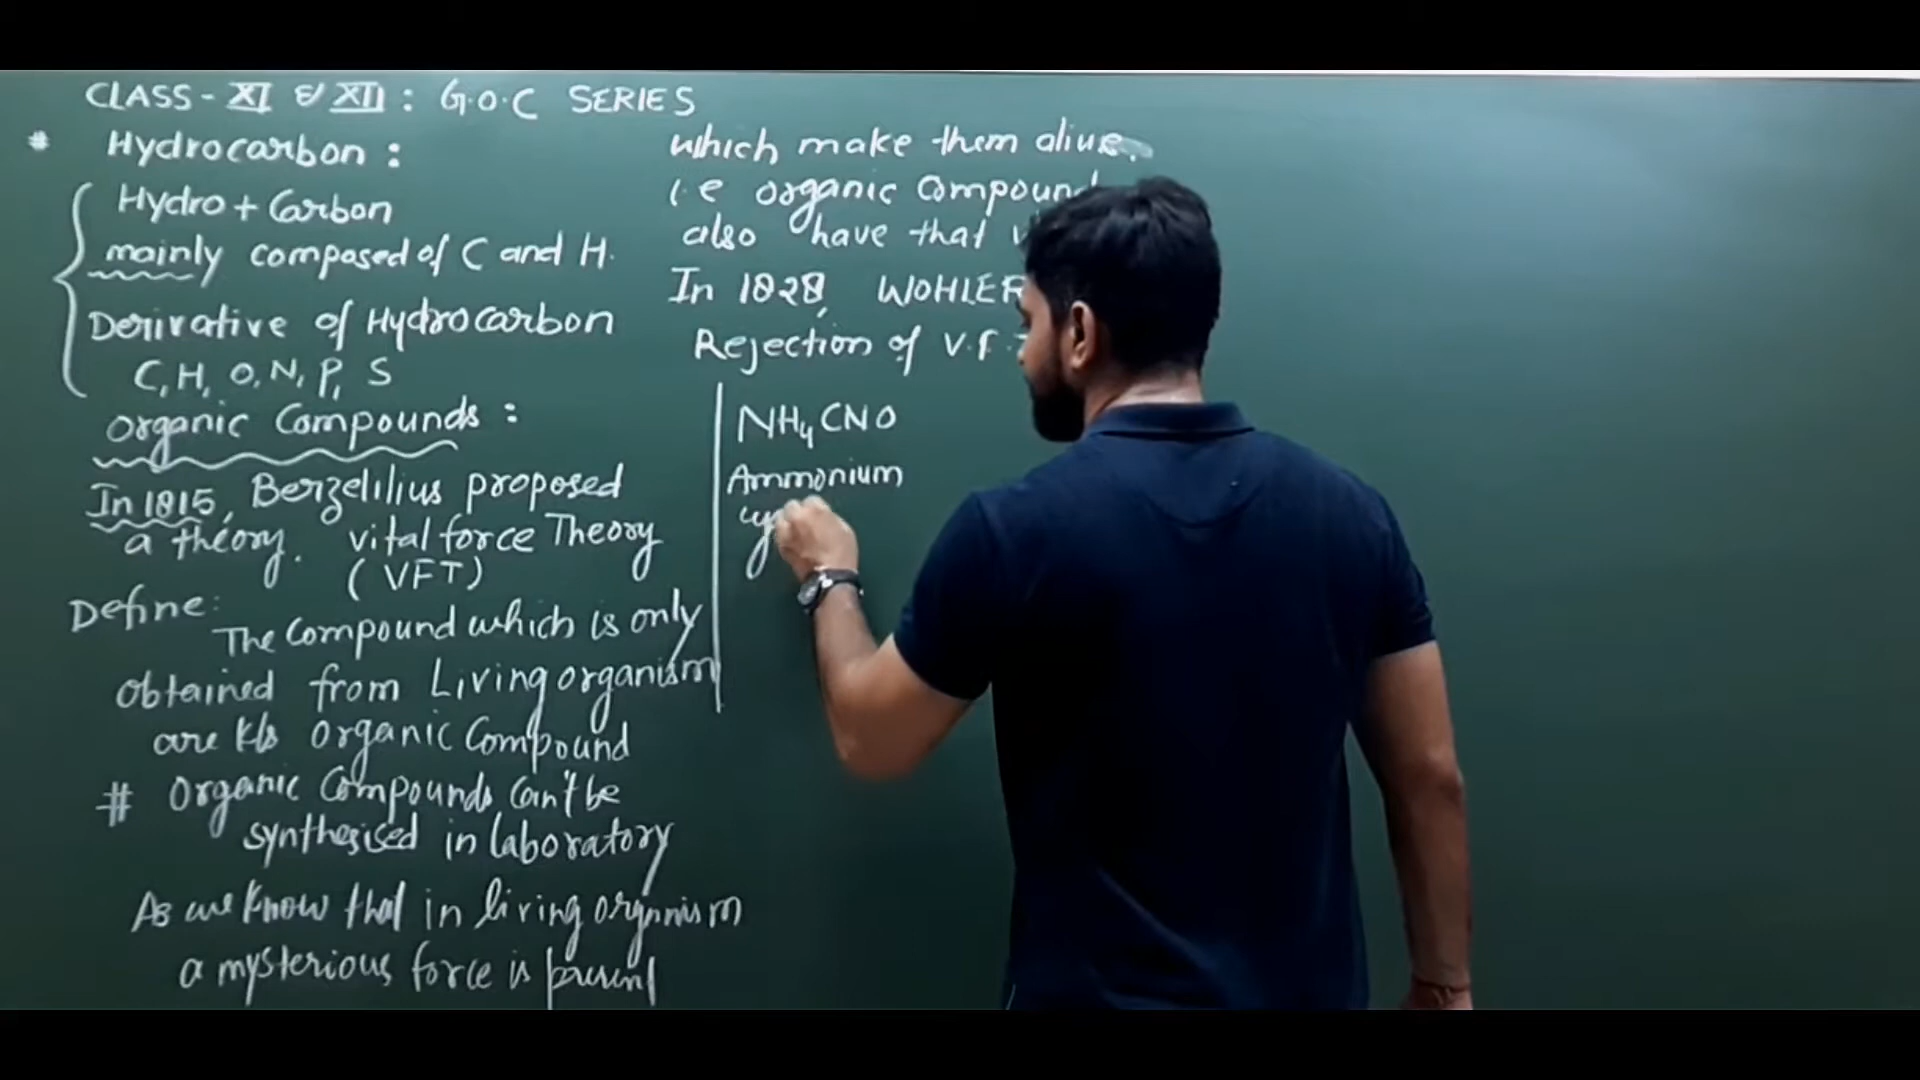 CLASS - XI & XII : G.O.C SERIES
# Hydrocarbon :
Hydro + Carbon
mainly composed of C and H.
Derivative of Hydrocarbon
C, H, O, N, P, S
Organic Compounds :
In 1815, Berzelilius proposed
a theory. vital force Theory
(VFT)
Define:
The Compound which is only
obtained from Living organism
are k/s Organic Compound
# Organic Compounds can't be
synthesised in laboratory
As we know that in living organism
a mysterious force is present
which make them alive.
i.e organic Compound
also have that
In 1828, WOHLER
Rejection of V.F.
NH4CNO
Ammonium
cy